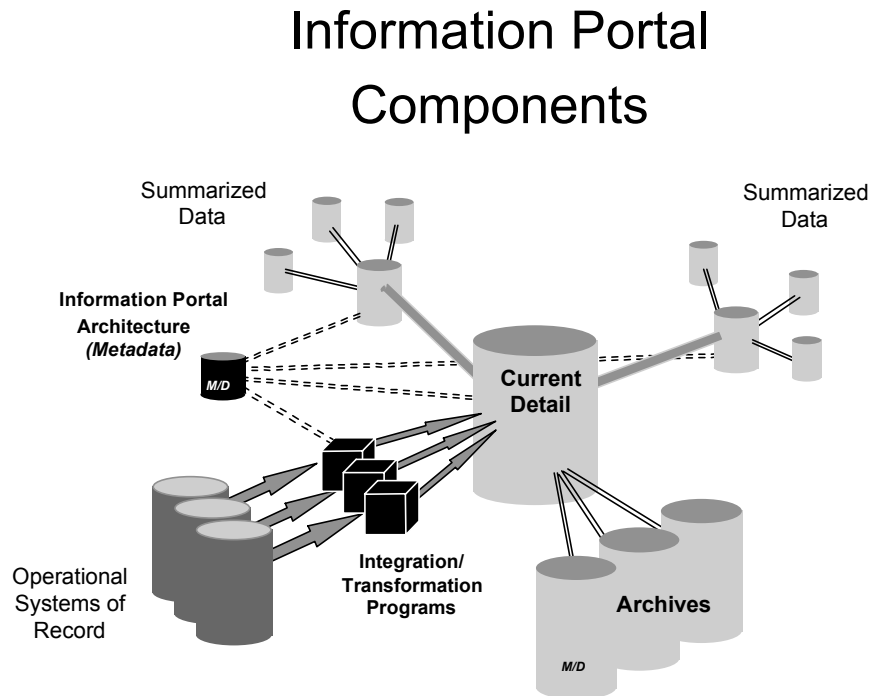 Information Portal
Components
Summarized
Data
Summarized
Data
Information Portal
Architecture
(Metadata)
M/D
Current
Detail
Operational
Systems of
Record
Integration/
Transformation
Programs
Archives
M/D